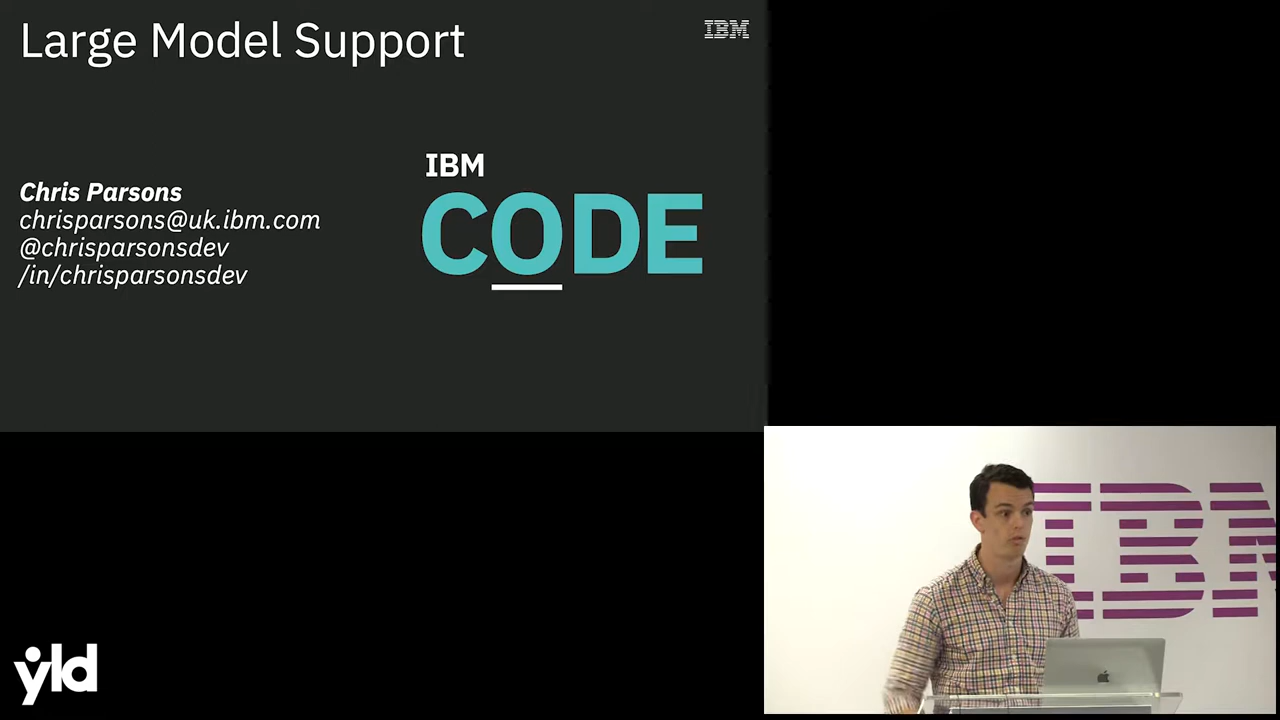 Large Model Support
IBM
IBM
CODE
Chris Parsons
chrisparsons@uk.ibm.com
@chrisparsonsdev
/in/chrisparsonsdev
IBM
yld